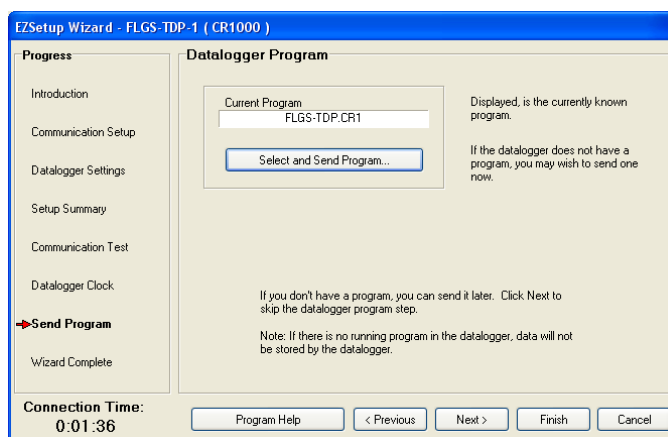 EZSetup Wizard - FLGS-TDP-1 ( CR1000 )
Progress
Introduction
Communication Setup
Datalogger Settings
Setup Summary
Communication Test
Datalogger Clock
Send Program
Wizard Complete
Connection Time:
0:01:36
Datalogger Program
Current Program
FLGS-TDP.CR1
Select and Send Program...
Displayed, is the currently known
program.
If the datalogger does not have a
program, you may wish to send one
now.
If you don't have a program, you can send it later.  Click Next to
skip the datalogger program step.
Note: If there is no running program in the datalogger, data will not
be stored by the datalogger.
Program Help
< Previous
Next >
Finish
Cancel